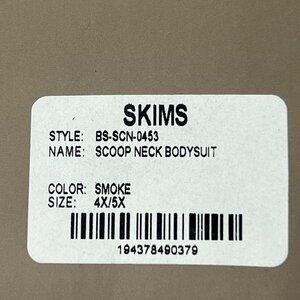 SKIMS
STYLE: BS-SCN-0453
NAME: SCOOP NECK BODYSUIT
COLOR: SMOKE
SIZE: 4X/5X
194378490379